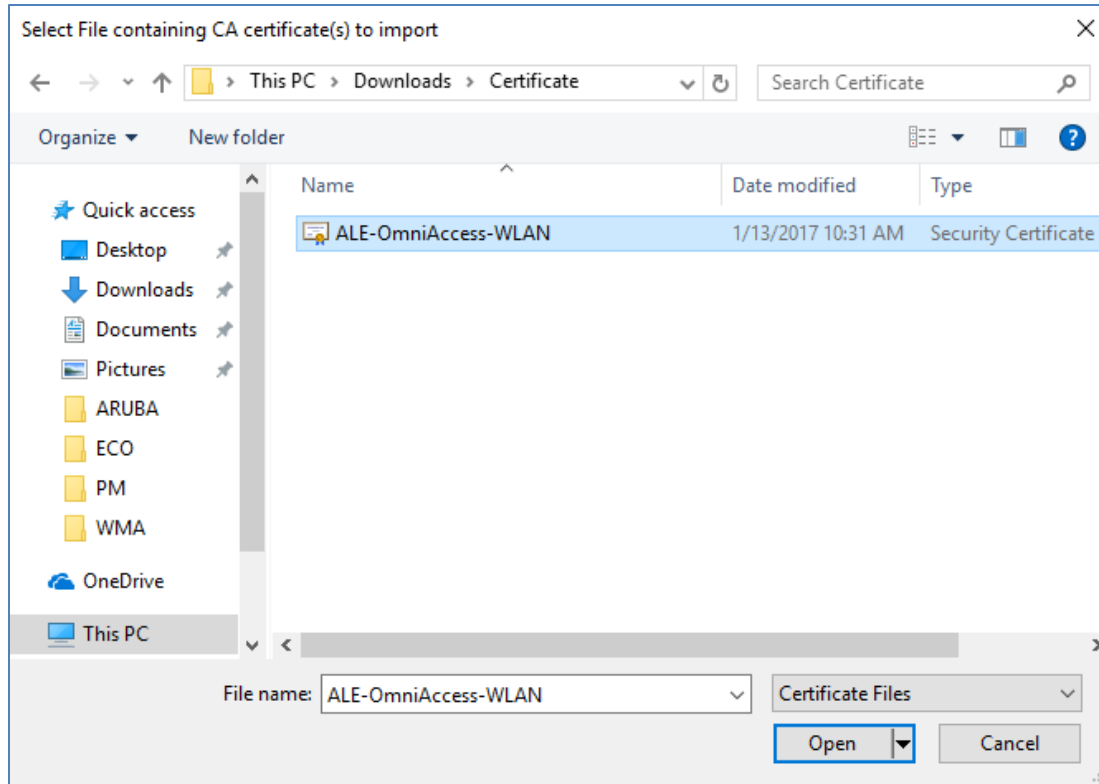 Select File containing CA certificate(s) to import
This PC > Downloads > Certificate
Search Certificate
Organize
New folder
Name
Date modified
Type
Quick access
Desktop
Downloads
Documents
Pictures
ARUBA
ECO
PM
WMA
OneDrive
This PC
ALE-OmniAccess-WLAN
1/13/2017 10:31 AM
Security Certificate
File name:
ALE-OmniAccess-WLAN
Certificate Files
Open
Cancel